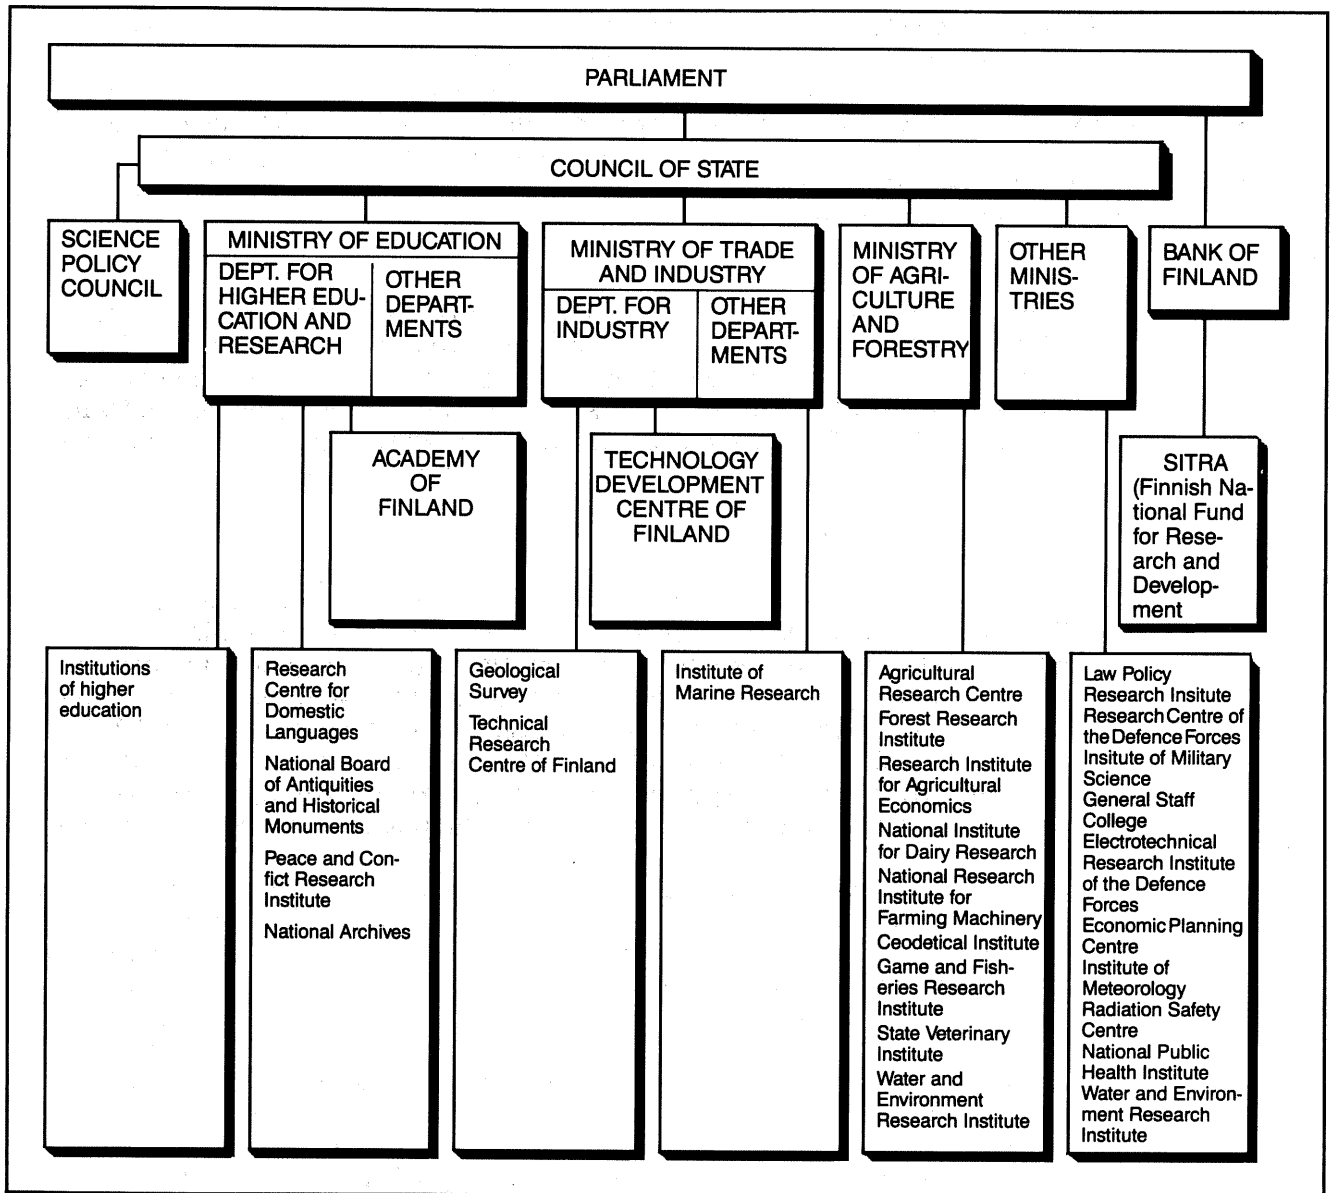 PARLIAMENT
COUNCIL OF STATE
SCIENCE
POLICY
COUNCIL
MINISTRY OF EDUCATION
DEPT. FOR
HIGHER EDU-
CATION AND
RESEARCH
OTHER
DEPART-
MENTS
MINISTRY OF TRADE
AND INDUSTRY
DEPT. FOR
INDUSTRY
OTHER
DEPART-
MENTS
MINISTRY
OF AGRI-
CULTURE
AND
FORESTRY
OTHER
MINIS-
TRIES
BANK OF
FINLAND
ACADEMY
OF
FINLAND
TECHNOLOGY
DEVELOPMENT
CENTRE OF
FINLAND
SITRA
(Finnish Na-
tional Fund
for Rese-
arch and
Develop-
ment
Institutions
of higher
education
Research
Centre for
Domestic
Languages
National Board
of Antiquities
and Historical
Monuments
Peace and Con-
fict Research
Institute
National Archives
Geological
Survey
Technical
Research
Centre of Finland
Institute of
Marine Research
Agricultural
Research Centre
Forest Research
Institute
Research Institute
for Agricultural
Economics
National Institute
for Dairy Research
National Research
Institute for
Farming Machinery
Ceodetical Institute
Game and Fish-
eries Research
Institute
State Veterinary
Institute
Water and
Environment
Research Institute
Law Policy
Research Insitute
Research Centre of
the Defence Forces
Insitute of Military
Science
General Staff
College
Electrotechnical
Research Institute
of the Defence
Forces
Economic Planning
Centre
Institute of
Meteorology
Radiation Safety
Centre
National Public
Health Institute
Water and Environ-
ment Research
Institute